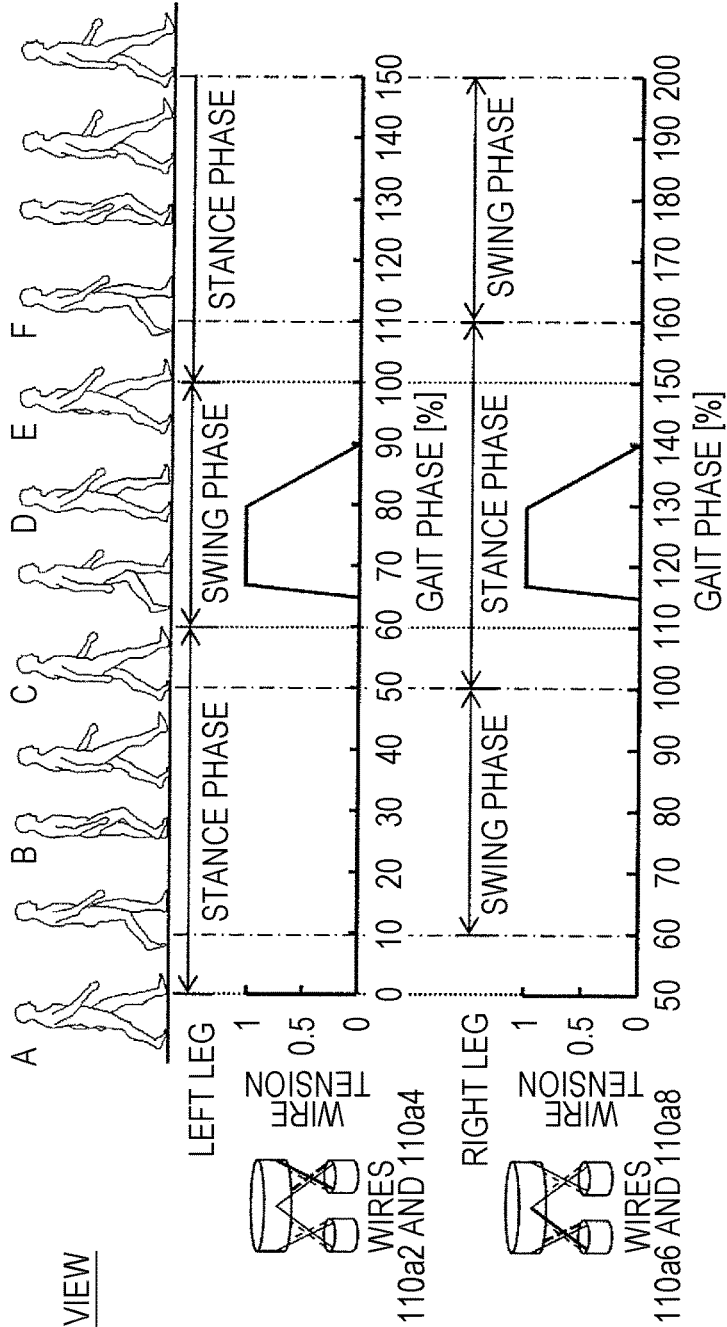 VIEW
A B C D E F
LEFT LEG
STANCE PHASE SWING PHASE STANCE PHASE
WIRE
TENSION
1
0.5
0
0 10 20 30 40 50 60 70 80 90 100 110 120 130 140 150
GAIT PHASE [%]
WIRES
110a2 AND 110a4
RIGHT LEG
SWING PHASE STANCE PHASE SWING PHASE
WIRE
TENSION
1
0.5
0
50 60 70 80 90 100 110 120 130 140 150 160 170 180 190 200
GAIT PHASE [%]
WIRES
110a6 AND 110a8